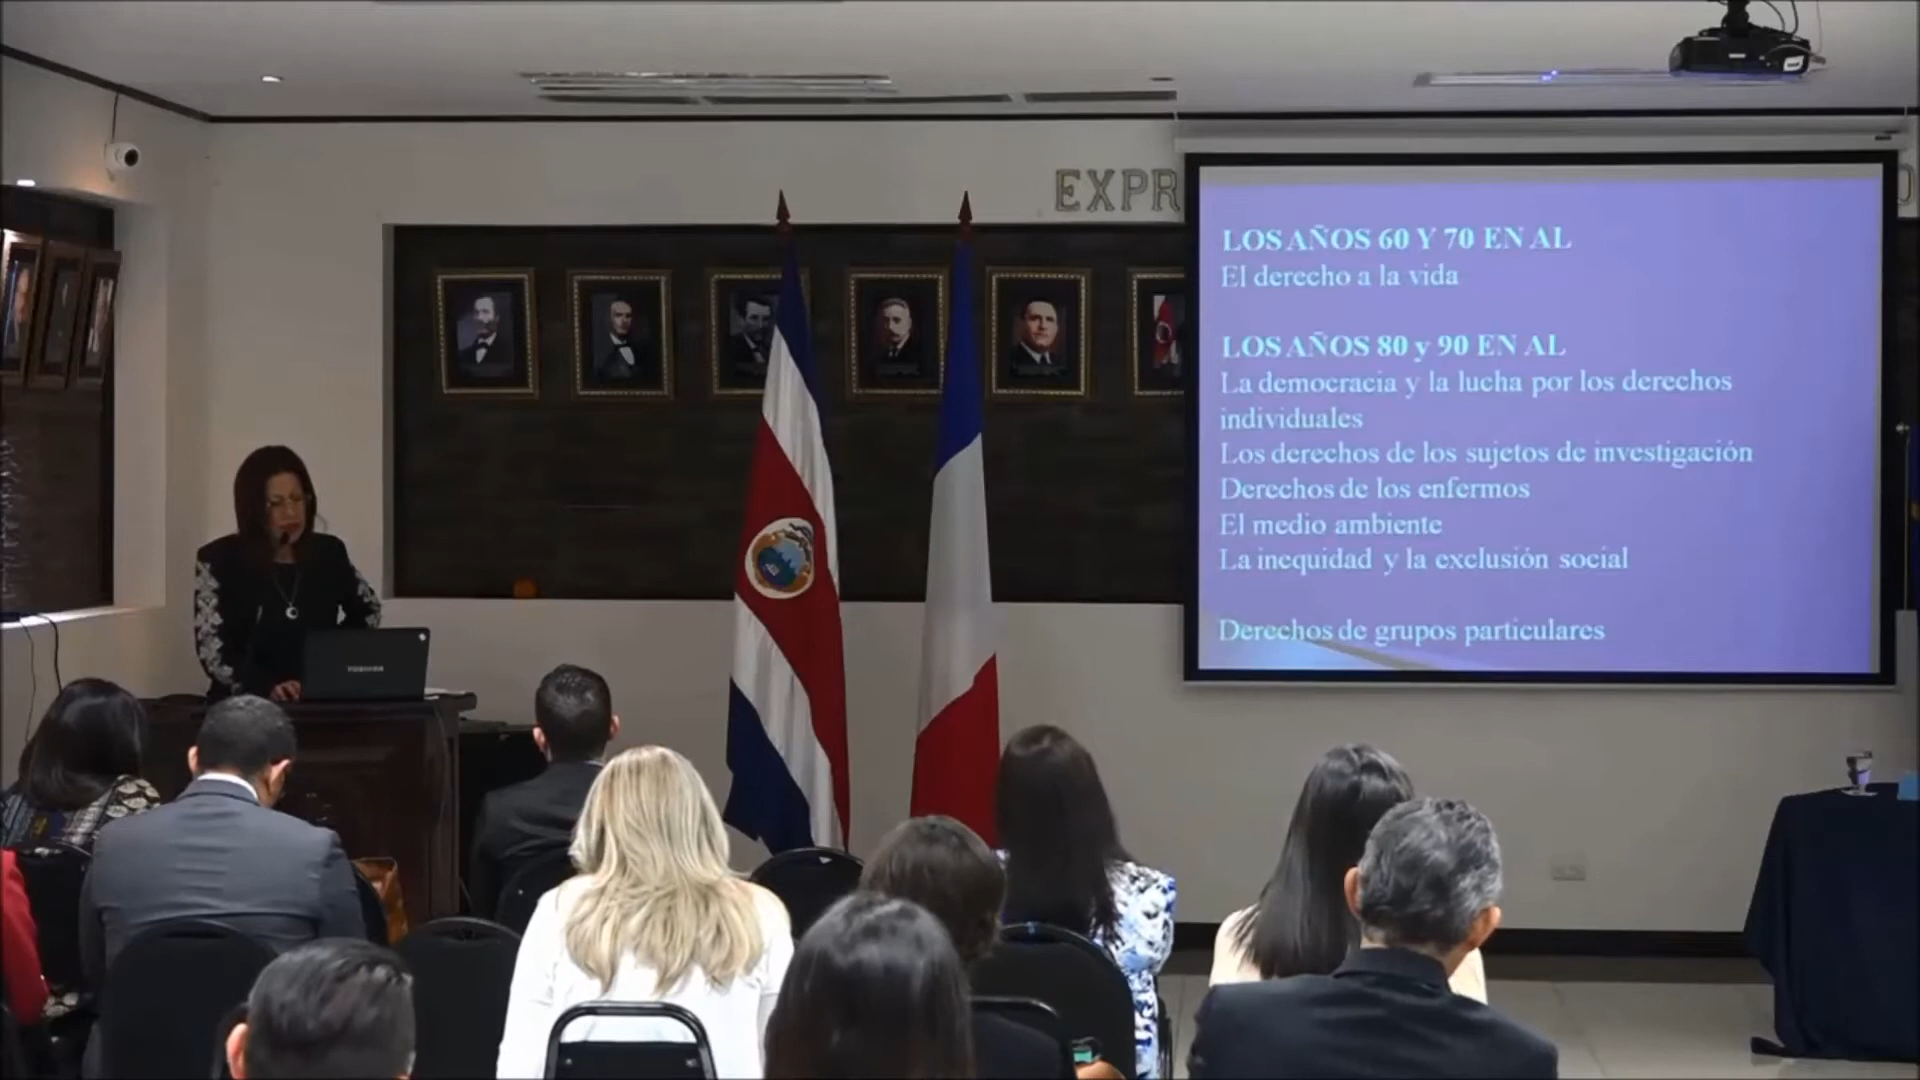 EXPR
LOS AÑOS 60 Y 70 EN AL
El derecho a la vida
LOS AÑOS 80 y 90 EN AL
La democracia y la lucha por los derechos
individuales
Los derechos de los sujetos de investigación
Derechos de los enfermos
El medio ambiente
La inequidad y la exclusión social
Derechos de grupos particulares
TOSHIBA